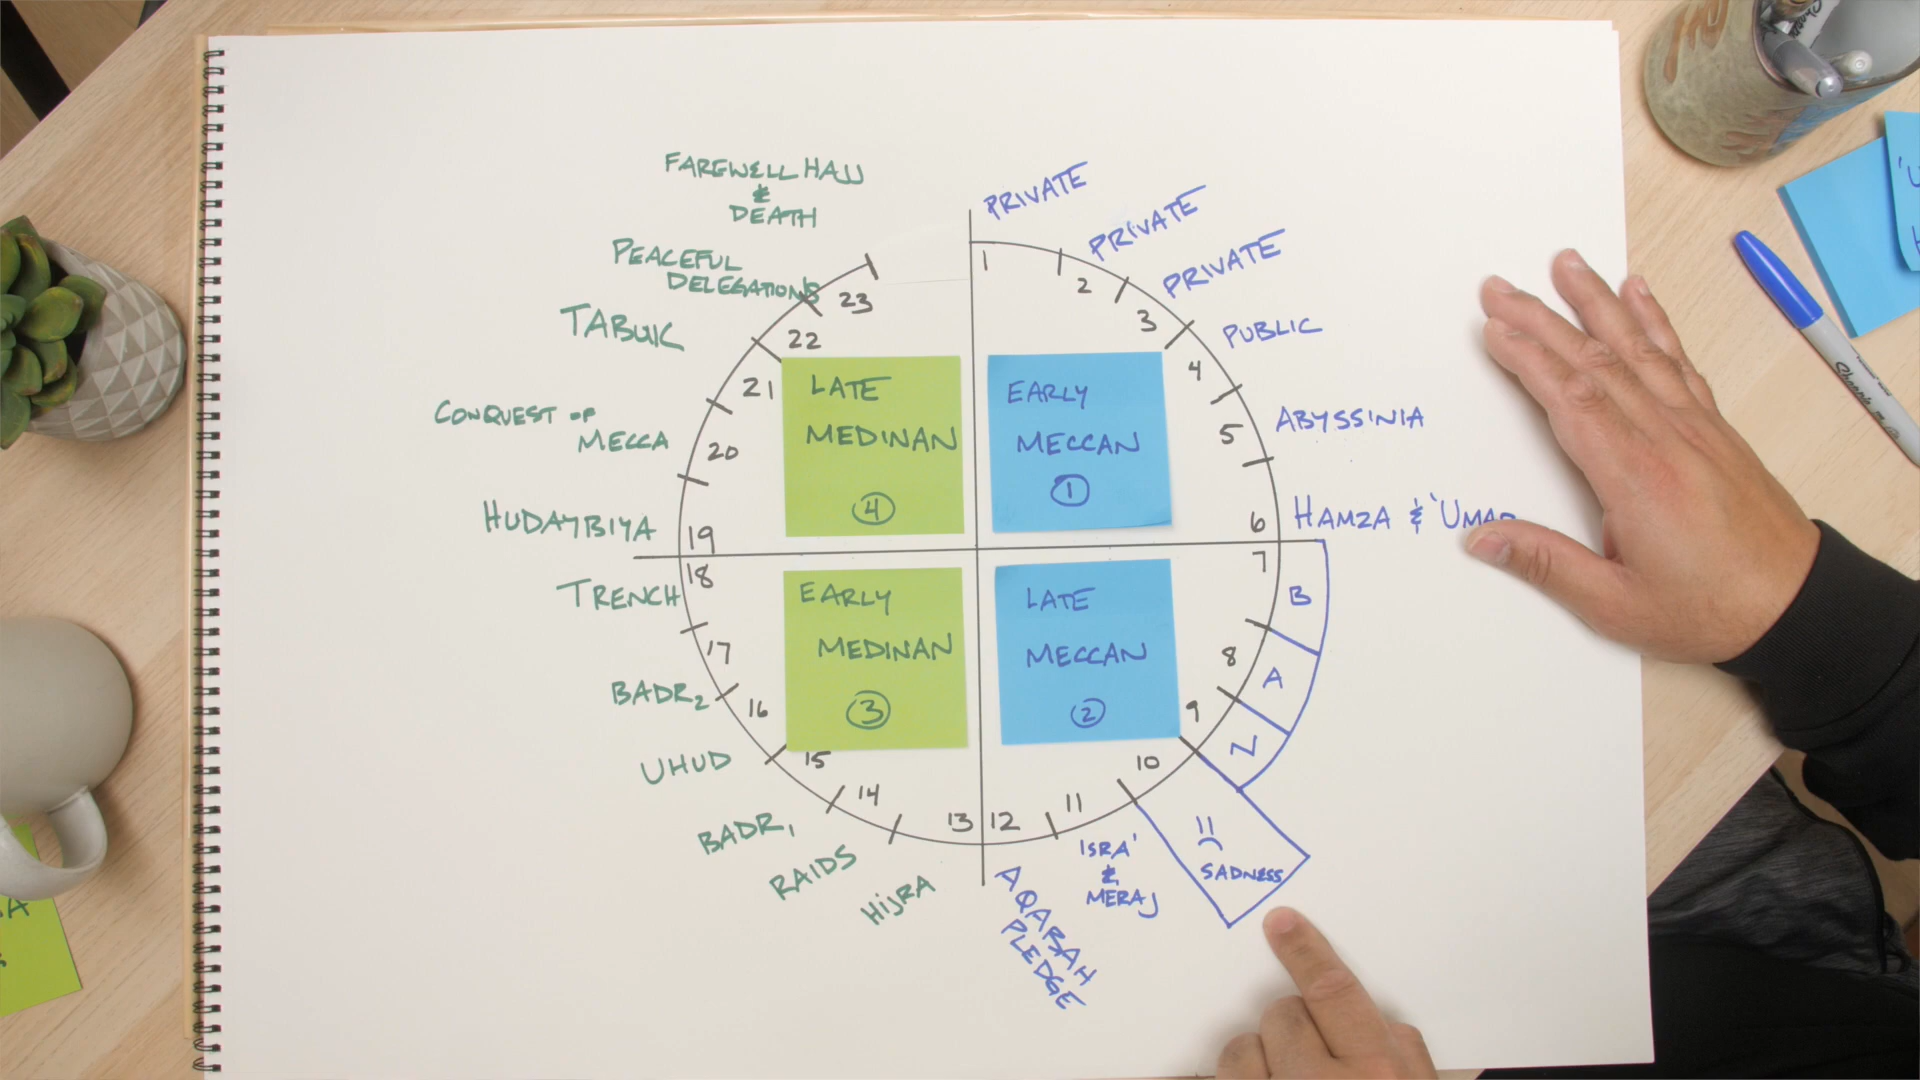 FAREWELL HAJJ
&
DEATH
PEACEFUL
DELEGATIONS
TABUK
CONQUEST OF
MECCA
HUDAYBIYA
TRENCH
BADR2
UHUD
BADR1
RAIDS
HIJRA
PRIVATE
PRIVATE
PRIVATE
PUBLIC
ABYSSINIA
HAMZA & 'UMAR
B
A
N
SADNESS
ISRA'
&
MERAJ
AQABAH
PLEDGE
1
2
3
4
5
6
7
8
9
10
11
12
13
14
15
16
17
18
19
20
21
22
23
LATE
MEDINAN
4
EARLY
MECCAN
1
EARLY
MEDINAN
3
LATE
MECCAN
2
Sharpie